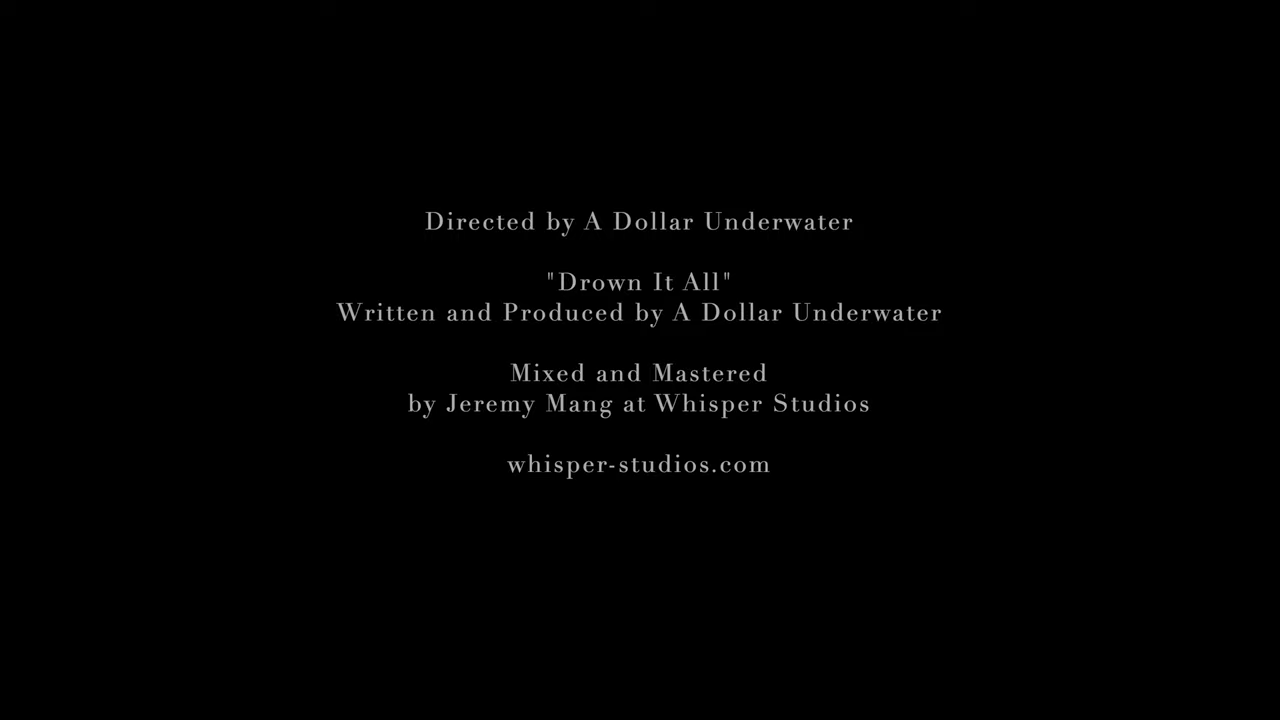 Directed by A Dollar Underwater
"Drown It All"
Written and Produced by A Dollar Underwater
Mixed and Mastered
by Jeremy Mang at Whisper Studios
whisper-studios.com